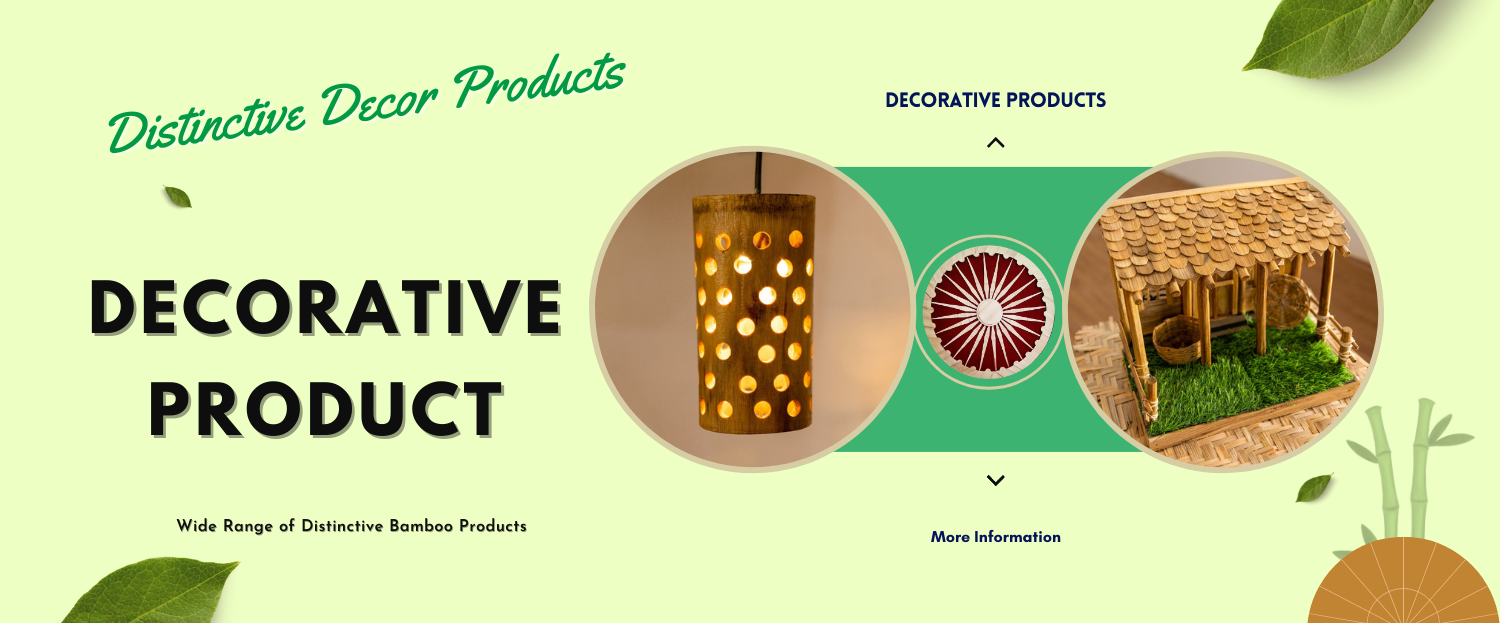 Distinctive Decor Products
DECORATIVE
PRODUCT
Wide Range of Distinctive Bamboo Products
DECORATIVE PRODUCTS
More Information